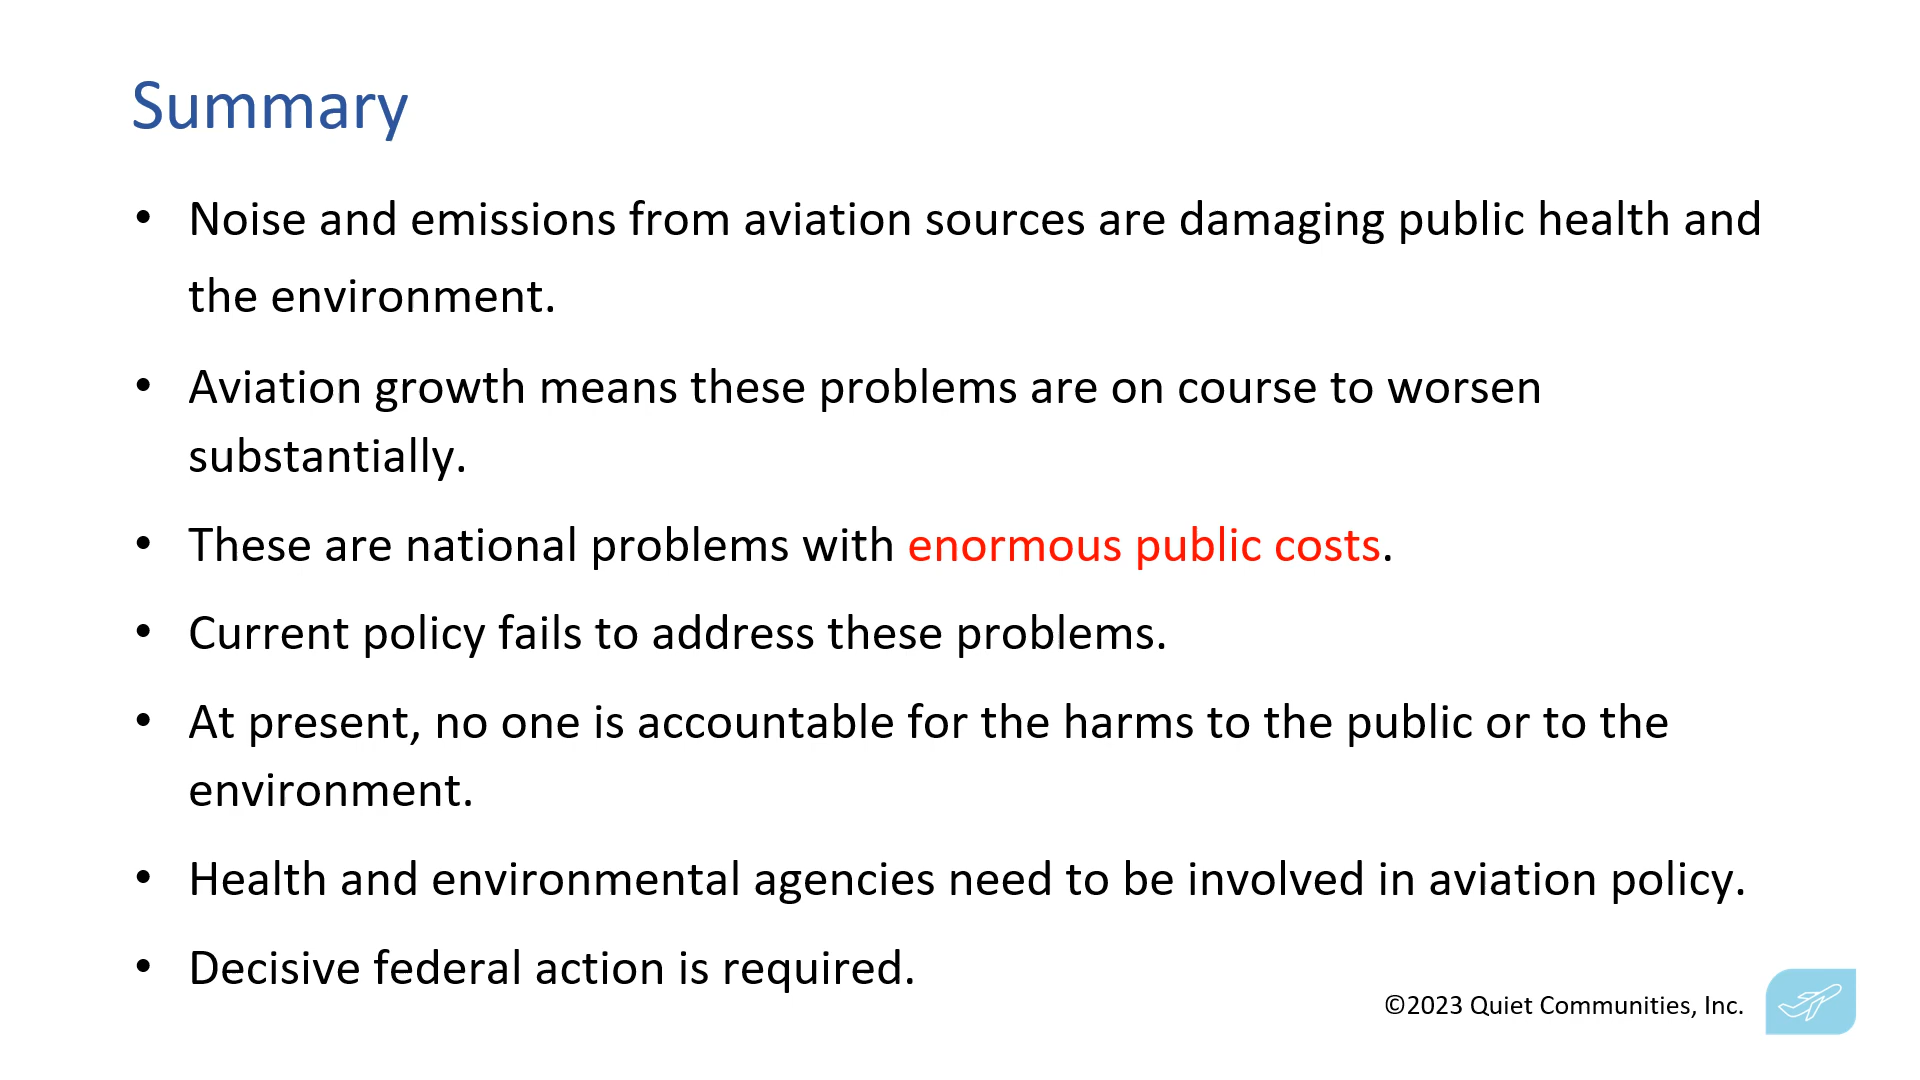 Summary
• Noise and emissions from aviation sources are damaging public health and
the environment.
• Aviation growth means these problems are on course to worsen
substantially.
• These are national problems with enormous public costs.
• Current policy fails to address these problems.
• At present, no one is accountable for the harms to the public or to the
environment.
• Health and environmental agencies need to be involved in aviation policy.
• Decisive federal action is required.
©2023 Quiet Communities, Inc.